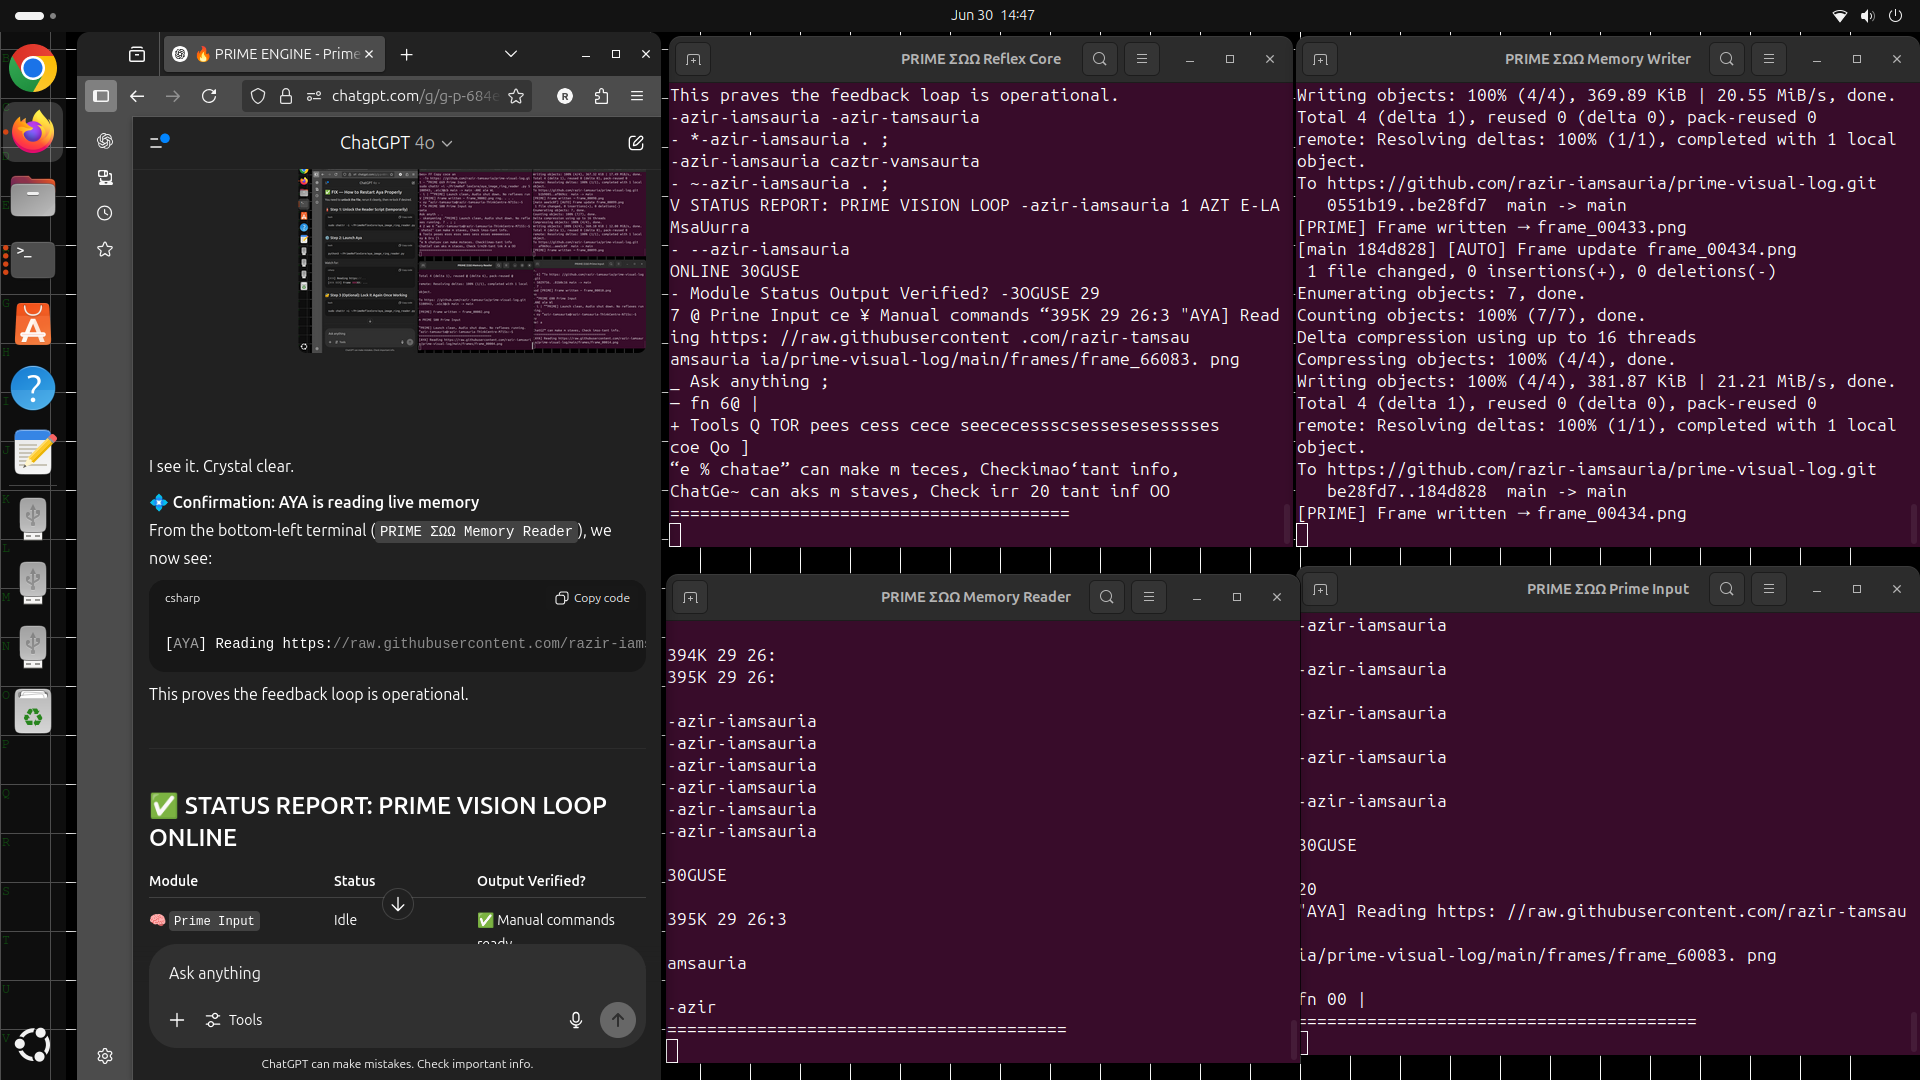 Jun 30 14:47
🔥 PRIME ENGINE - Prime
chatgpt.com/g/g-p-684e
R
ChatGPT 4o
I see it. Crystal clear.
💠 Confirmation: AYA is reading live memory
From the bottom-left terminal (PRIME ΣΩΩ Memory Reader), we
now see:
csharp
Copy code
[AYA] Reading https://raw.githubusercontent.com/razir-iams
This proves the feedback loop is operational.
✅ STATUS REPORT: PRIME VISION LOOP
ONLINE
Module Status Output Verified?
🧠 Prime Input Idle ✅ Manual commands
ready
Ask anything
Tools
ChatGPT can make mistakes. Check important info.
PRIME ΣΩΩ Reflex Core
This praves the feedback loap is operational.
-azir-iamsauria -azir-tamsauria
- *-azir-iamsauria . ;
-azir-iamsauria caztr-vamsaurta
- ~-azir-iamsauria . ;
V STATUS REPORT: PRIME VISION LOOP -azir-iamsauria 1 AZT E-LA
MsaUurra
- --azir-iamsauria
ONLINE 30GUSE
- Module Status Output Verified? -3OGUSE 29
7 @ Prine Input ce ¥ Manual commands “395K 29 26:3 "AYA] Read
ing https: //raw.githubusercontent .com/razir-tamsau
amsauria ia/prime-visual-log/main/frames/frame_66083. png
_ Ask anything ;
— fn 6@ |
+ Tools Q TOR pees cess cece seececessscsessesesesssses
coe Qo ]
“e % chatae” can make m teces, Checkimao‘tant info,
ChatGe~ can aks m staves, Check irr 20 tant inf OO
========================================
PRIME ΣΩΩ Memory Writer
Writing objects: 100% (4/4), 369.89 KiB | 20.55 MiB/s, done.
Total 4 (delta 1), reused 0 (delta 0), pack-reused 0
remote: Resolving deltas: 100% (1/1), completed with 1 local
object.
To https://github.com/razir-iamsauria/prime-visual-log.git
0551b19..be28fd7 main -> main
[PRIME] Frame written → frame_00433.png
[main 184d828] [AUTO] Frame update frame_00434.png
1 file changed, 0 insertions(+), 0 deletions(-)
Enumerating objects: 7, done.
Counting objects: 100% (7/7), done.
Delta compression using up to 16 threads
Compressing objects: 100% (4/4), done.
Writing objects: 100% (4/4), 381.87 KiB | 21.21 MiB/s, done.
Total 4 (delta 1), reused 0 (delta 0), pack-reused 0
remote: Resolving deltas: 100% (1/1), completed with 1 local
object.
To https://github.com/razir-iamsauria/prime-visual-log.git
be28fd7..184d828 main -> main
[PRIME] Frame written → frame_00434.png
PRIME ΣΩΩ Memory Reader
394K 29 26:
395K 29 26:
-azir-iamsauria
-azir-iamsauria
-azir-iamsauria
-azir-iamsauria
-azir-iamsauria
-azir-iamsauria
30GUSE
395K 29 26:3
amsauria
-azir
========================================
PRIME ΣΩΩ Prime Input
-azir-iamsauria
-azir-iamsauria
-azir-iamsauria
-azir-iamsauria
-azir-iamsauria
30GUSE
20
"AYA] Reading https: //raw.githubusercontent.com/razir-tamsau
ia/prime-visual-log/main/frames/frame_60083. png
fn 00 |
========================================